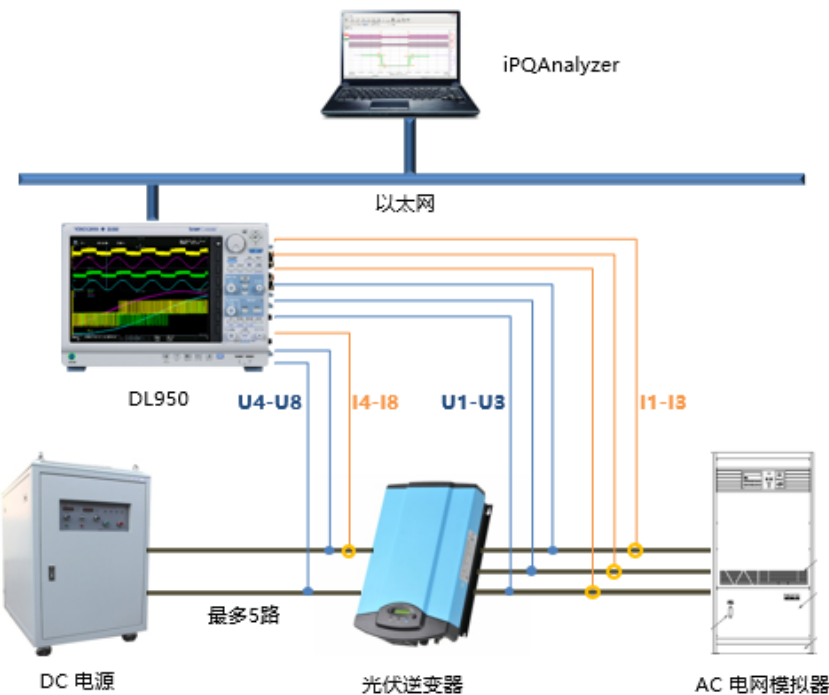 iPQAnalyzer
以太网
DL950
U4-U8
I4-I8
U1-U3
I1-I3
最多5路
DC 电源
光伏逆变器
AC 电网模拟器